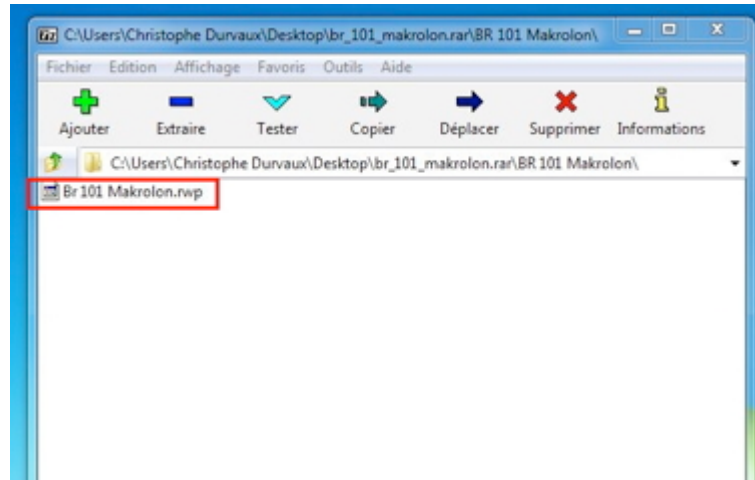 C:\Users\Christophe Durvaux\Desktop\br_101_makrolon.rar\BR 101 Makrolon\
Fichier Edition Affichage Favoris Outils Aide
Ajouter Extraire Tester Copier Déplacer Supprimer Informations
C:\Users\Christophe Durvaux\Desktop\br_101_makrolon.rar\BR 101 Makrolon\
Br 101 Makrolon.rwp